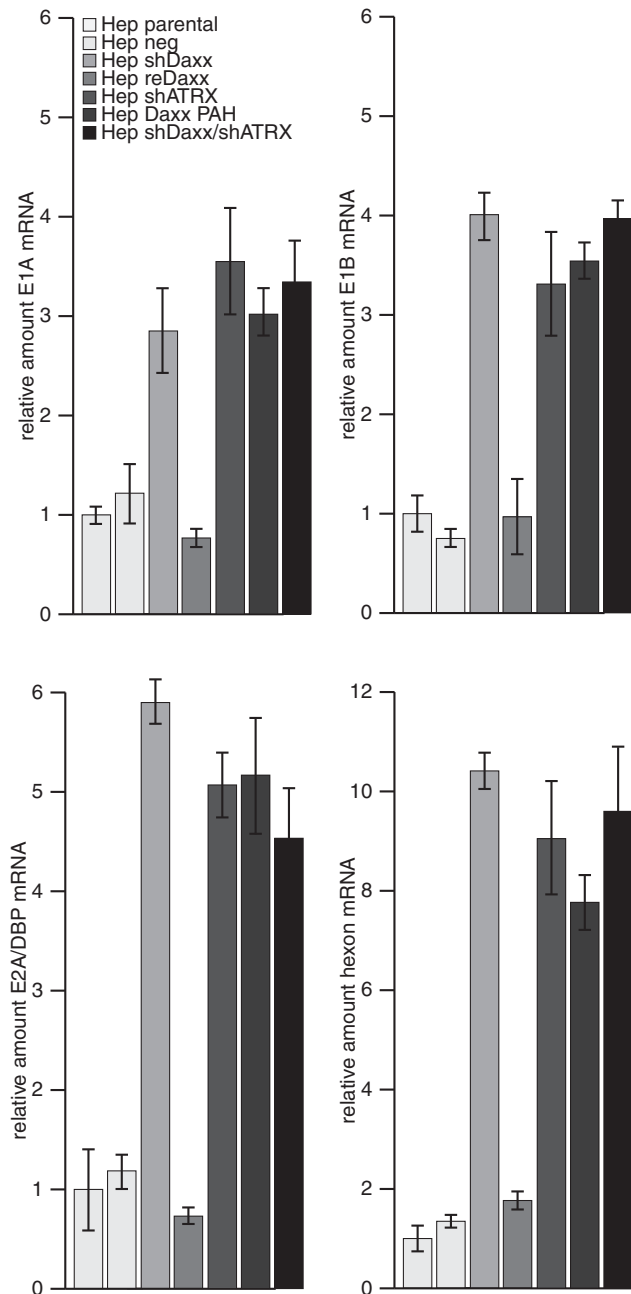 6
5
4
3
2
1
0
relative amount E1A mRNA
Hep parental
Hep neg
Hep shDaxx
Hep reDaxx
Hep shATRX
Hep Daxx PAH
Hep shDaxx/shATRX
6
5
4
3
2
1
0
relative amount E1B mRNA
6
5
4
3
2
1
0
relative amount E2A/DBP mRNA
12
10
8
6
4
2
0
relative amount hexon mRNA